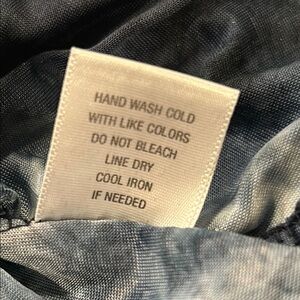 HAND WASH COLD
WITH LIKE COLORS
DO NOT BLEACH
LINE DRY
COOL IRON
IF NEEDED